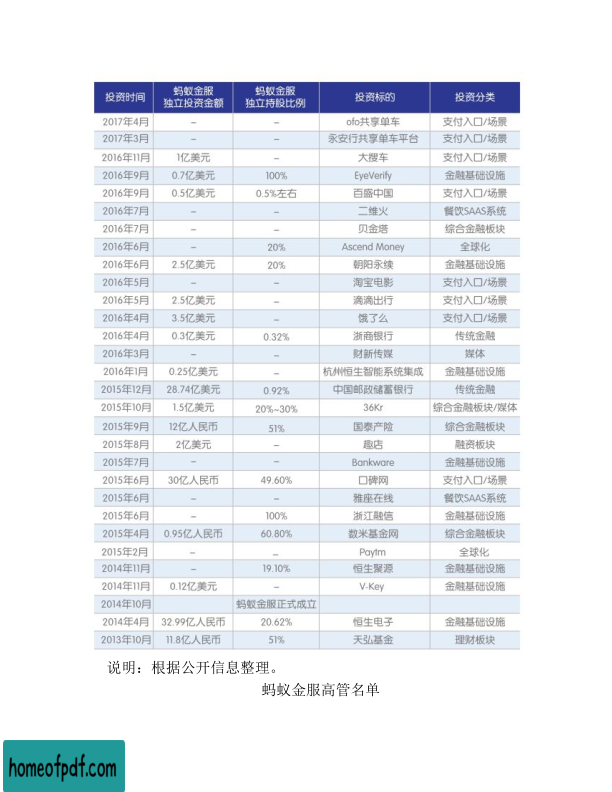 投资时间 蚂蚁金服独立投资金额 蚂蚁金服独立持股比例 投资标的 投资分类
2017年4月 – – ofo共享单车 支付入口/场景
2017年3月 – – 永安行共享单车平台 支付入口/场景
2016年11月 1亿美元 – 大搜车 支付入口/场景
2016年9月 0.7亿美元 100% EyeVerify 金融基础设施
2016年9月 0.5亿美元 0.5%左右 百盛中国 支付入口/场景
2016年7月 – – 二维火 餐饮SAAS系统
2016年7月 – – 贝金塔 综合金融板块
2016年6月 – 20% Ascend Money 全球化
2016年6月 2.5亿美元 20% 朝阳永续 金融基础设施
2016年5月 – – 淘宝电影 支付入口/场景
2016年5月 2.5亿美元 – 滴滴出行 支付入口/场景
2016年4月 3.5亿美元 – 饿了么 支付入口/场景
2016年4月 0.3亿美元 0.32% 浙商银行 传统金融
2016年3月 – – 财新传媒 媒体
2016年1月 0.25亿美元 – 杭州恒生智能系统集成 金融基础设施
2015年12月 28.74亿美元 0.92% 中国邮政储蓄银行 传统金融
2015年10月 1.5亿美元 20%~30% 36Kr 综合金融板块/媒体
2015年9月 12亿人民币 51% 国泰产险 综合金融板块
2015年8月 2亿美元 – 趣店 融资板块
2015年7月 – – Bankware 金融基础设施
2015年6月 30亿人民币 49.60% 口碑网 支付入口/场景
2015年6月 – – 雅座在线 餐饮SAAS系统
2015年6月 – 100% 浙江融信 金融基础设施
2015年4月 0.95亿人民币 60.80% 数米基金网 综合金融板块
2015年2月 – – Paytm 全球化
2014年11月 – 19.10% 恒生聚源 金融基础设施
2014年11月 0.12亿美元 – V-Key 金融基础设施
2014年10月 蚂蚁金服正式成立
2014年4月 32.99亿人民币 20.62% 恒生电子 金融基础设施
2013年10月 11.8亿人民币 51% 天弘基金 理财板块
说明：根据公开信息整理。
蚂蚁金服高管名单
homeofpdf.com